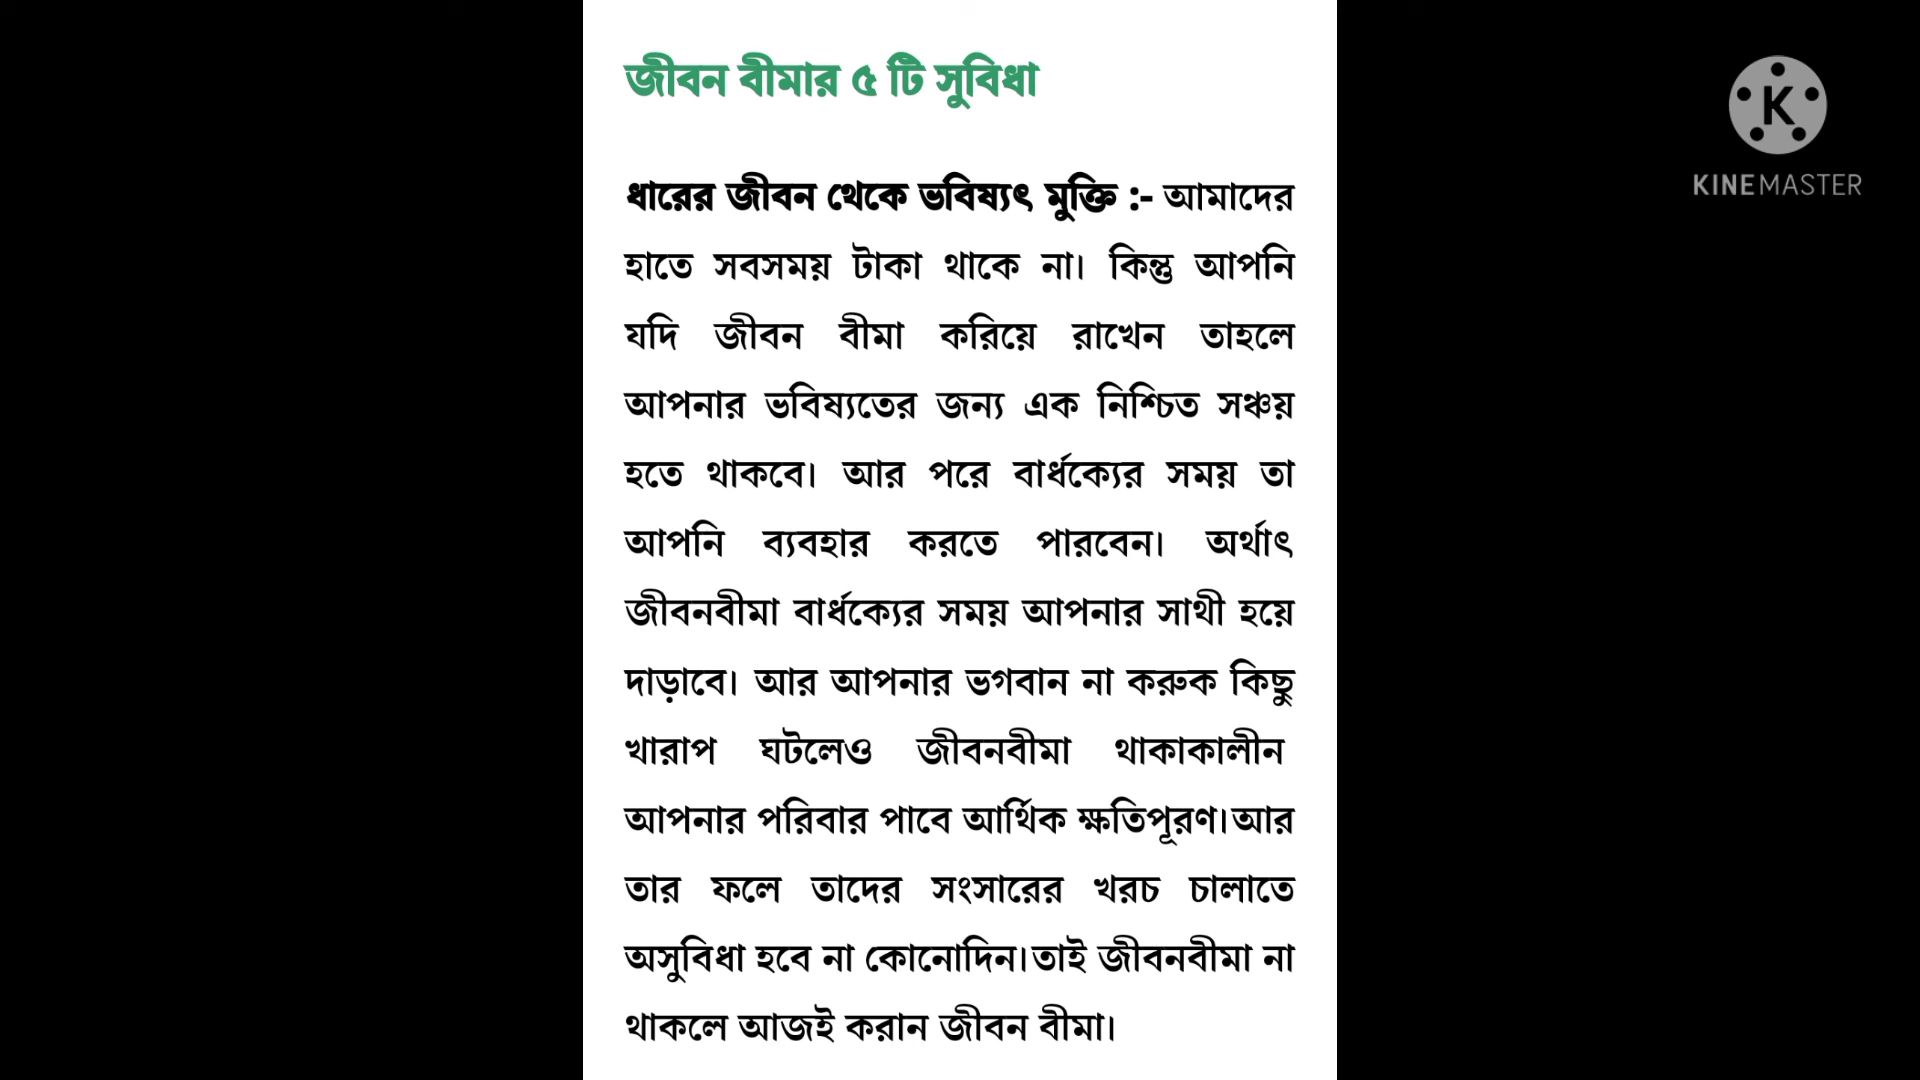 জীবন বীমার ৫ টি সুবিধা
ধারের জীবন থেকে ভবিষ্যৎ মুক্তি :- আমাদের
হাতে সবসময় টাকা থাকে না। কিন্তু আপনি
যদি জীবন বীমা করিয়ে রাখেন তাহলে
আপনার ভবিষ্যতের জন্য এক নিশ্চিত সঞ্চয়
হতে থাকবে। আর পরে বার্ধক্যের সময় তা
আপনি ব্যবহার করতে পারবেন। অর্থাৎ
জীবনবীমা বার্ধক্যের সময় আপনার সাথী হয়ে
দাড়াবে। আর আপনার ভগবান না করুক কিছু
খারাপ ঘটলেও জীবনবীমা থাকাকালীন
আপনার পরিবার পাবে আর্থিক ক্ষতিপূরণ।আর
তার ফলে তাদের সংসারের খরচ চালাতে
অসুবিধা হবে না কোনোদিন।তাই জীবনবীমা না
থাকলে আজই করান জীবন বীমা।
K
KINEMASTER